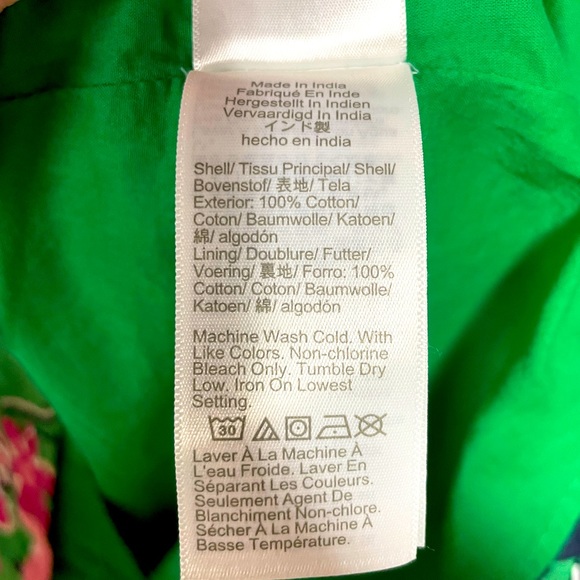 Made In India
Fabriqué En Inde
Hergestellt In Indien
Vervaardigd In India
インド製
hecho en india
Shell/ Tissu Principal/ Shell/
Bovenstof/ 表地/ Tela
Exterior: 100% Cotton/
Coton/ Baumwolle/ Katoen/
綿/ algodón
Lining/ Doublure/ Futter/
Voering/ 裏地/ Forro: 100%
Cotton/ Coton/ Baumwolle/
Katoen/ 綿/ algodón
Machine Wash Cold. With
Like Colors. Non-chlorine
Bleach Only. Tumble Dry
Low. Iron On Lowest
Setting.
30
Laver À La Machine À
L'eau Froide. Laver En
Séparant Les Couleurs.
Seulement Agent De
Blanchiment Non-chlore.
Sécher À La Machine À
Basse Température.